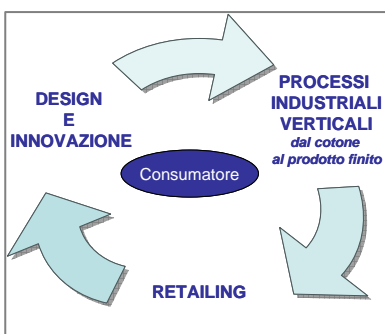 DESIGN
E
INNOVAZIONE
PROCESSI
INDUSTRIALI
VERTICALI
dal cotone
al prodotto finito
Consumatore
RETAILING